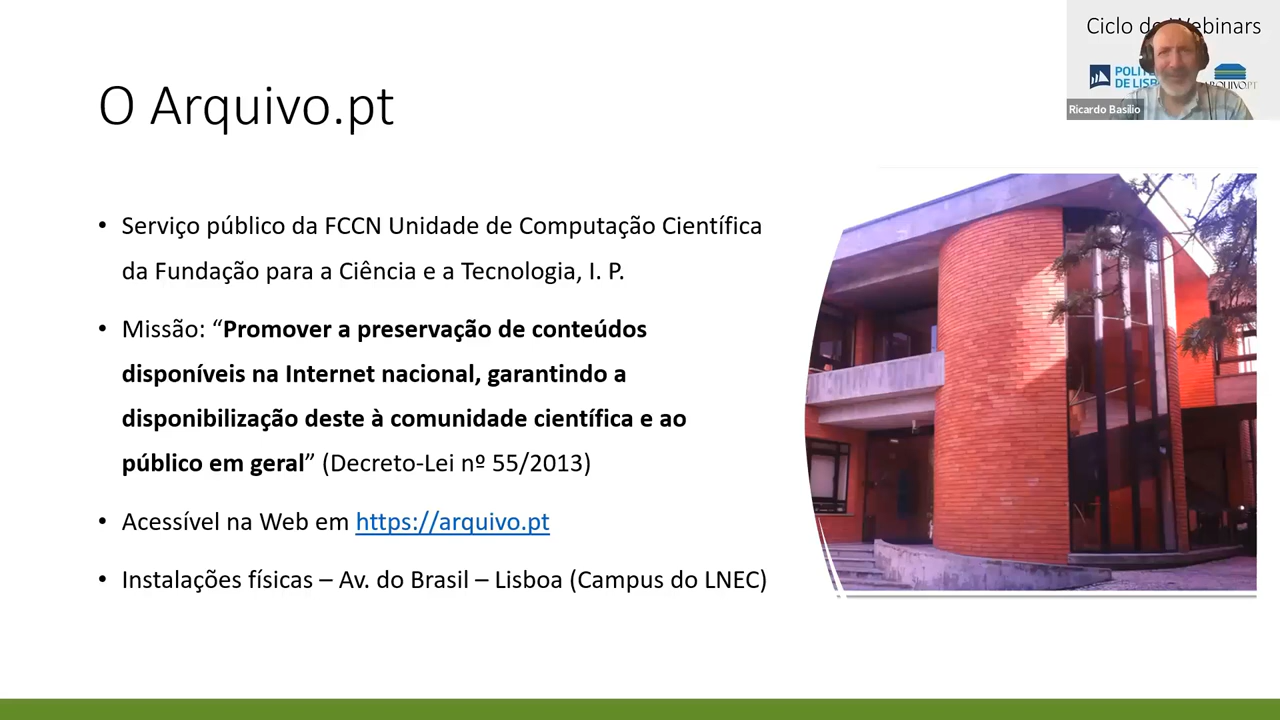 O Arquivo.pt
• Serviço público da FCCN Unidade de Computação Científica
da Fundação para a Ciência e a Tecnologia, I. P.
• Missão: “Promover a preservação de conteúdos
disponíveis na Internet nacional, garantindo a
disponibilização deste à comunidade científica e ao
público em geral” (Decreto-Lei nº 55/2013)
• Acessível na Web em https://arquivo.pt
• Instalações físicas – Av. do Brasil – Lisboa (Campus do LNEC)
Ciclo de Webinars
DE
Ricardo Basílio